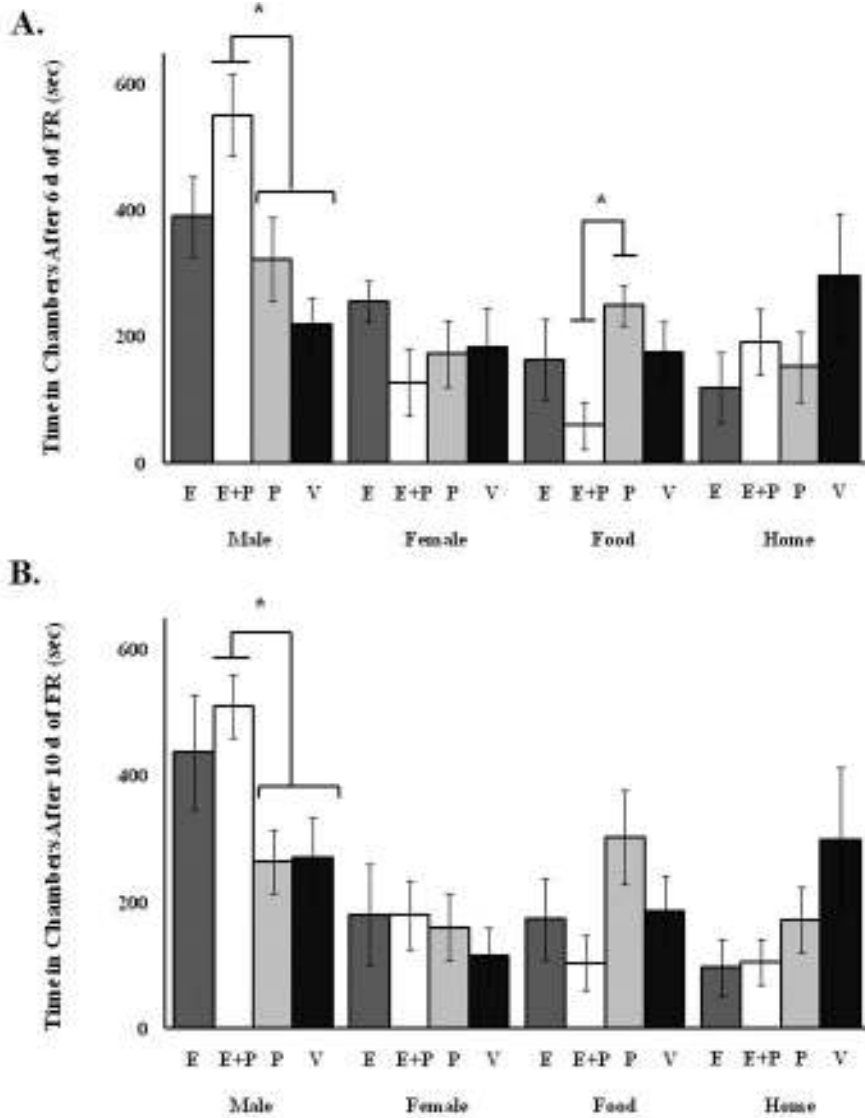 A.
Time in Chambers After 6 d of FR (sec)
*
600
400
*
200
0
E E+P P V E E+P P V E E+P P V E E+P P V
Male Female Food Home
B.
Time in Chambers After 10 d of FR (sec)
*
600
400
200
0
E E+P P V E E+P P V E E+P P V E E+P P V
Male Female Food Home